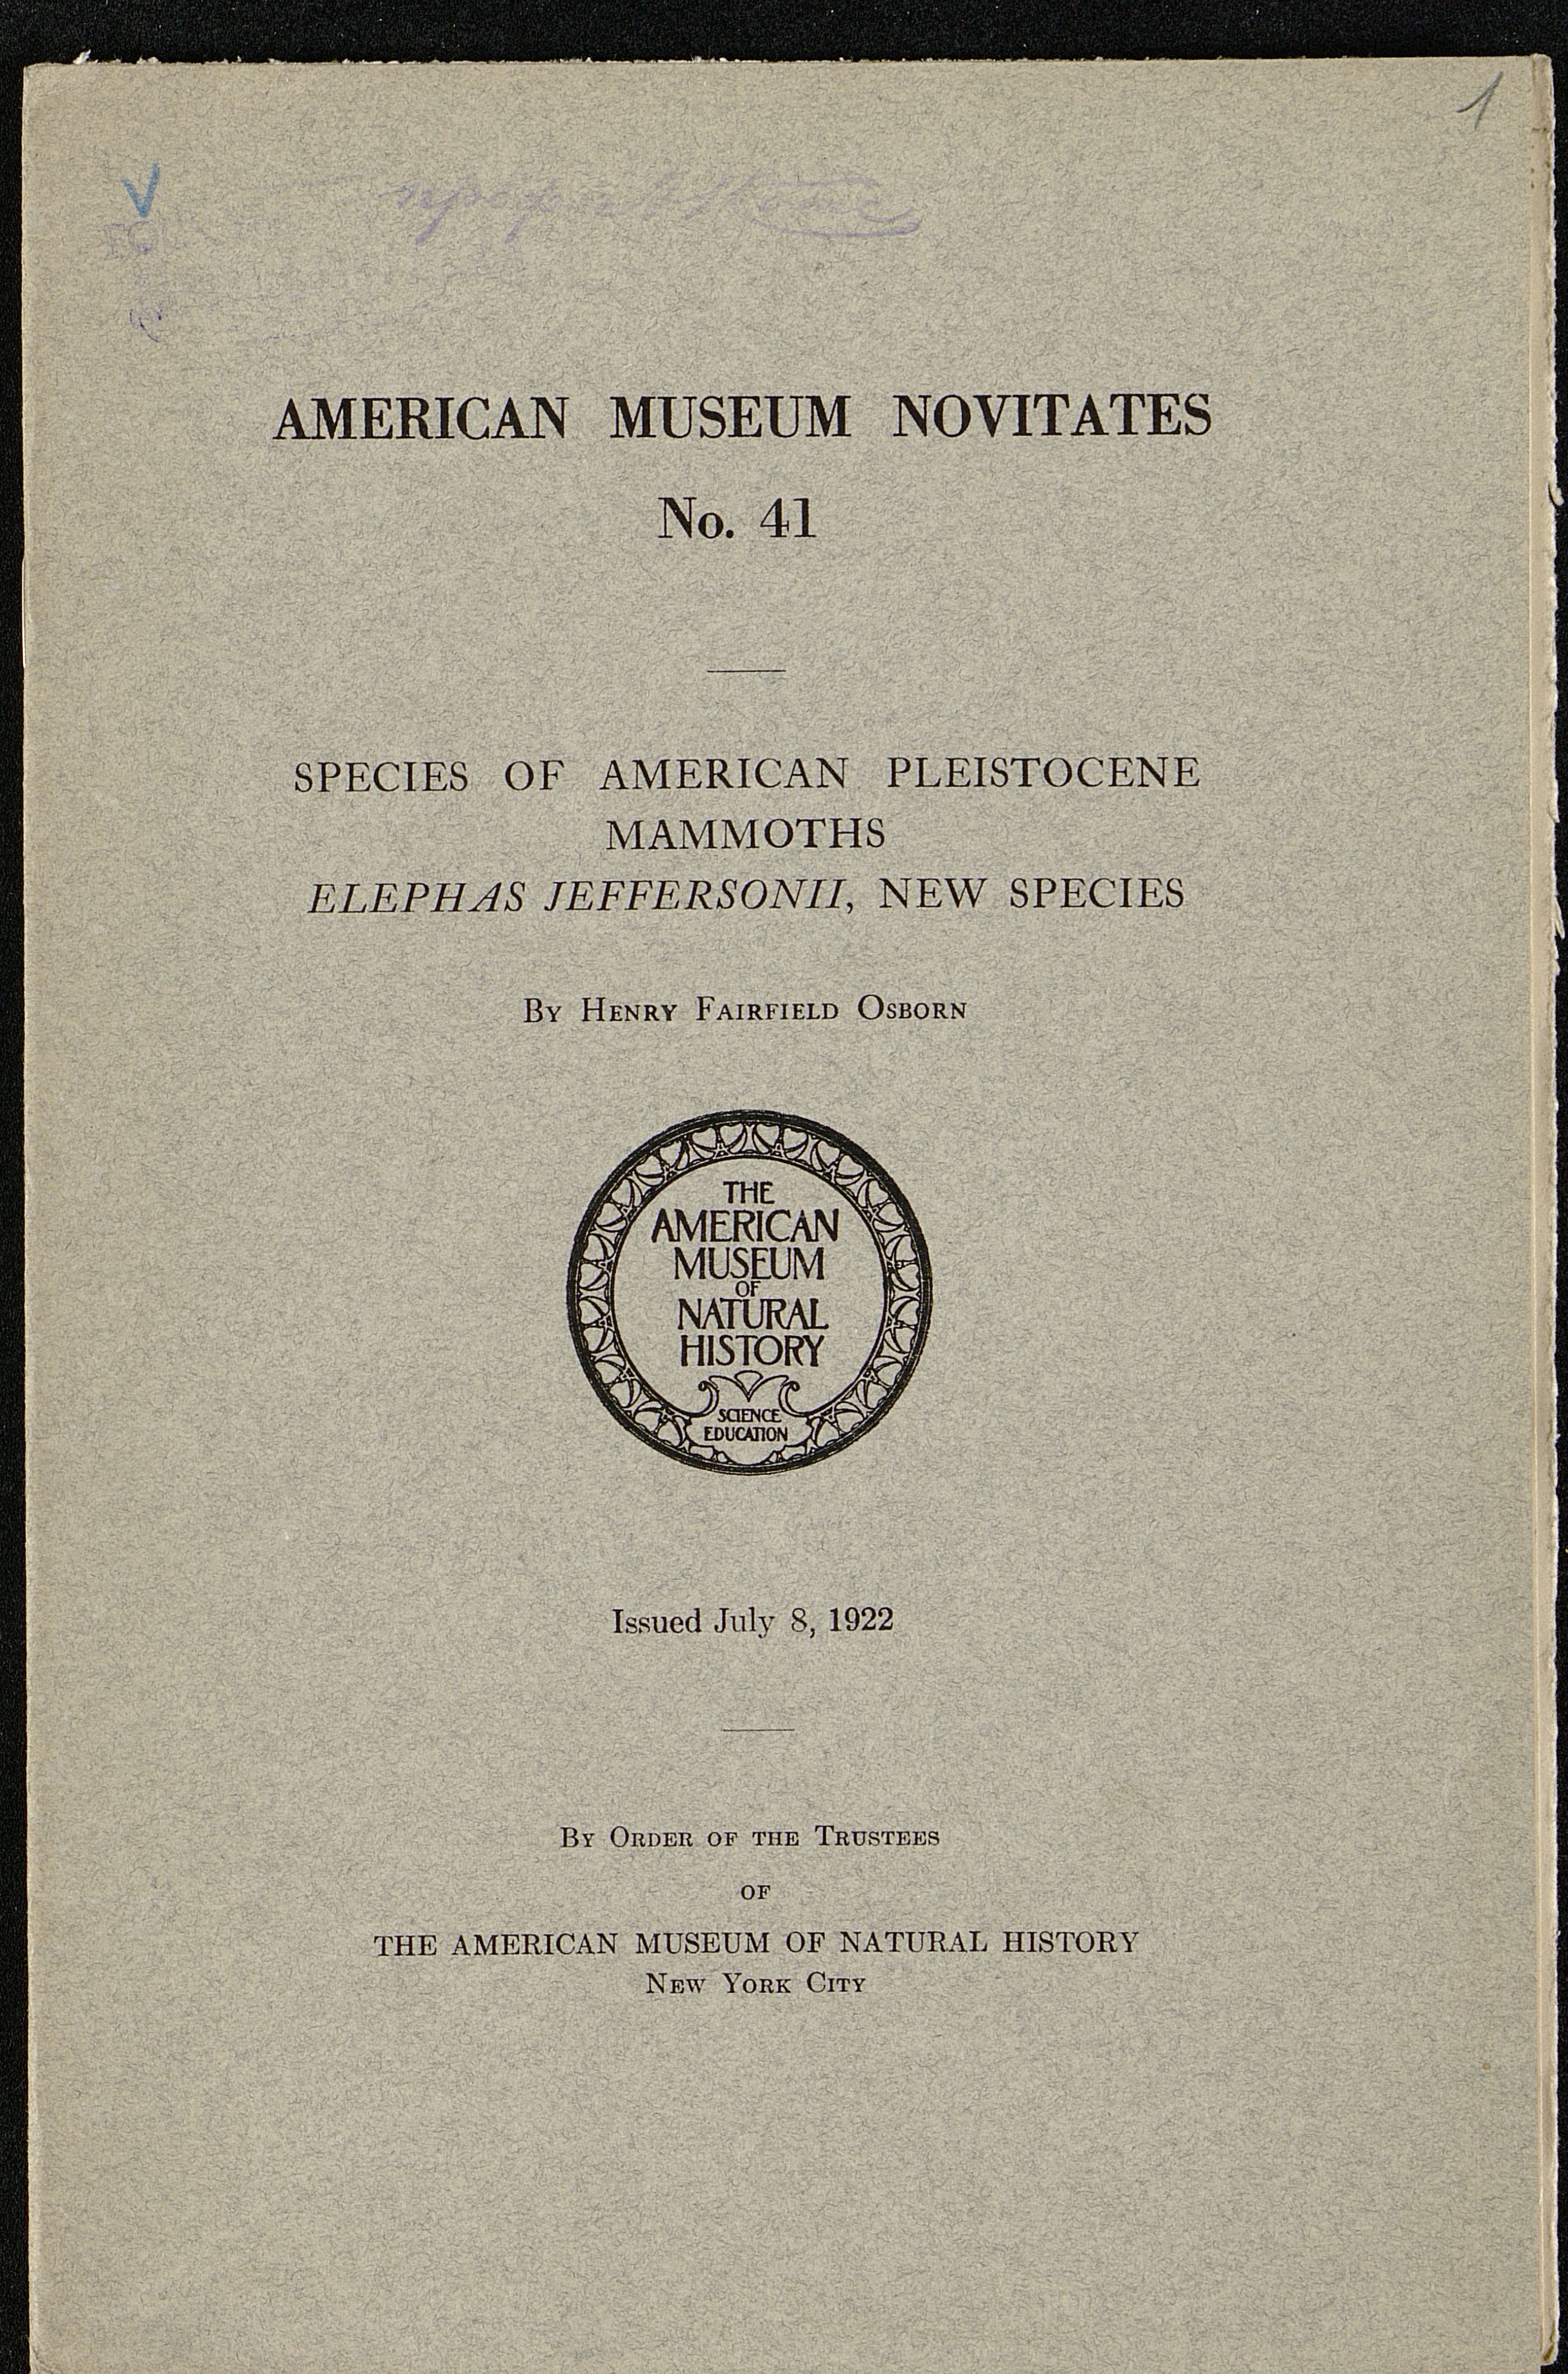 1
V
AMERICAN MUSEUM NOVITATES
No. 41
SPECIES OF AMERICAN PLEISTOCENE
MAMMOTHS
ELEPHAS JEFFERSONII, NEW SPECIES
BY HENRY FAIRFIELD OSBORN
THE
AMERICAN
MUSEUM
OF
NATURAL
HISTORY
SCIENCE
EDUCATION
Issued July 8, 1922
BY ORDER OF THE TRUSTEES
OF
THE AMERICAN MUSEUM OF NATURAL HISTORY
NEW YORK CITY